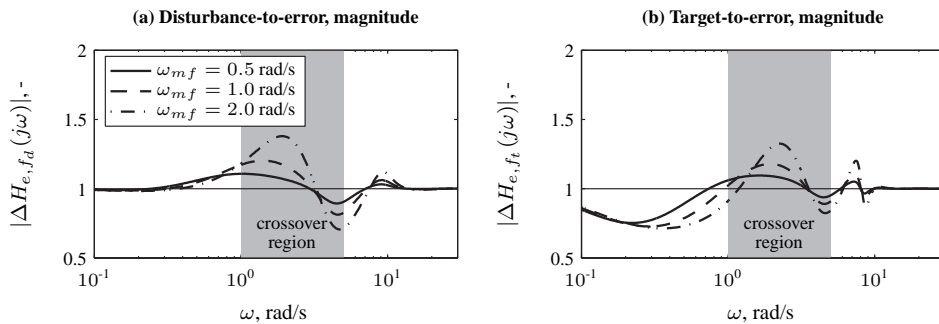 (a) Disturbance-to-error, magnitude
|ΔH_{e,f_d}(jω)|, -
2
1.5
1
0.5
ω_{mf} = 0.5 rad/s
ω_{mf} = 1.0 rad/s
ω_{mf} = 2.0 rad/s
crossover
region
10^{-1}
10^0
10^1
ω, rad/s
(b) Target-to-error, magnitude
|ΔH_{e,f_t}(jω)|, -
2
1.5
1
0.5
crossover
region
10^{-1}
10^0
10^1
ω, rad/s